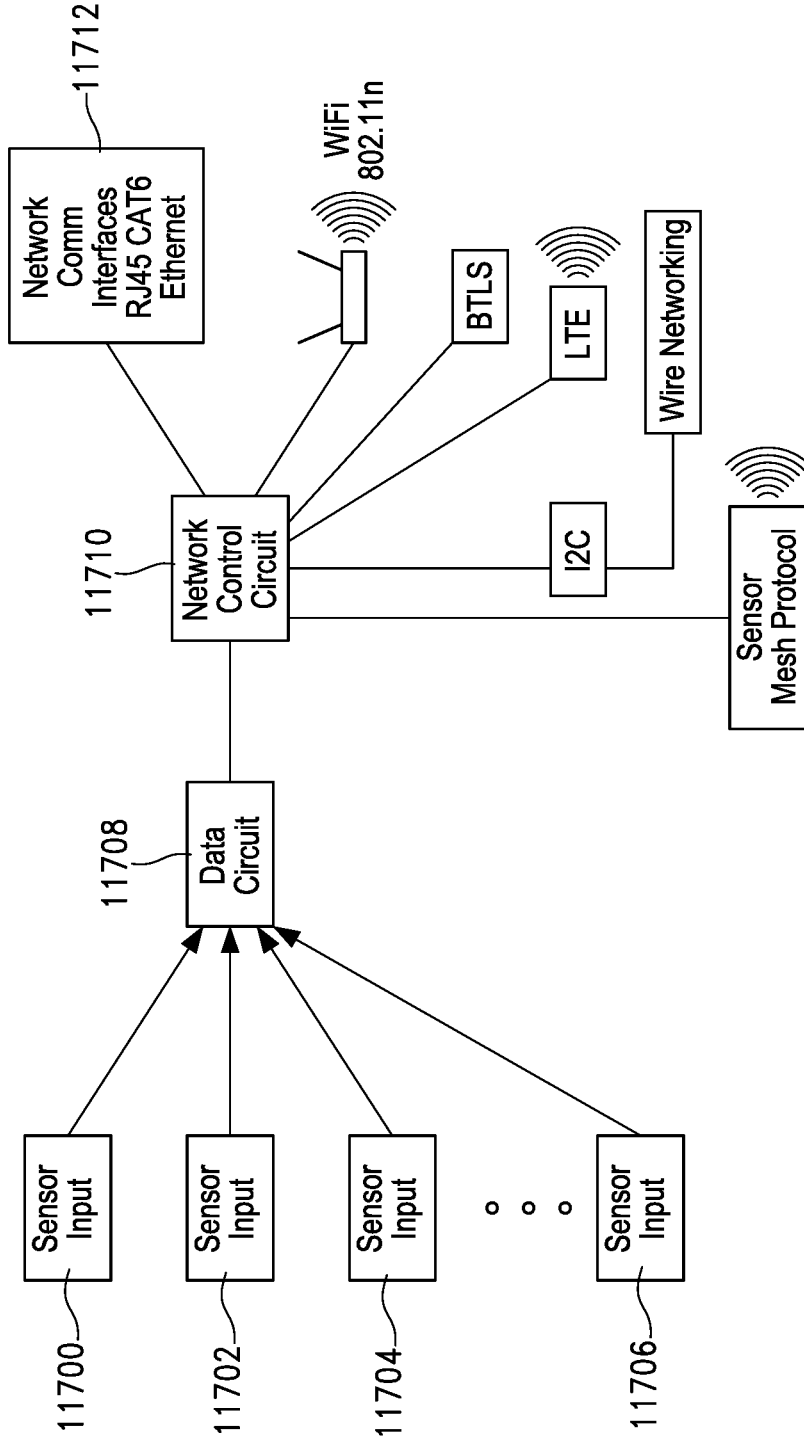 11700
Sensor
Input
11702
Sensor
Input
11704
Sensor
Input
11706
Sensor
Input
11708
Data
Circuit
11710
Network
Control
Circuit
11712
Network
Comm
Interfaces
RJ45 CAT6
Ethernet
WiFi
802.11n
BTLS
LTE
I2C
Wire Networking
Sensor
Mesh Protocol